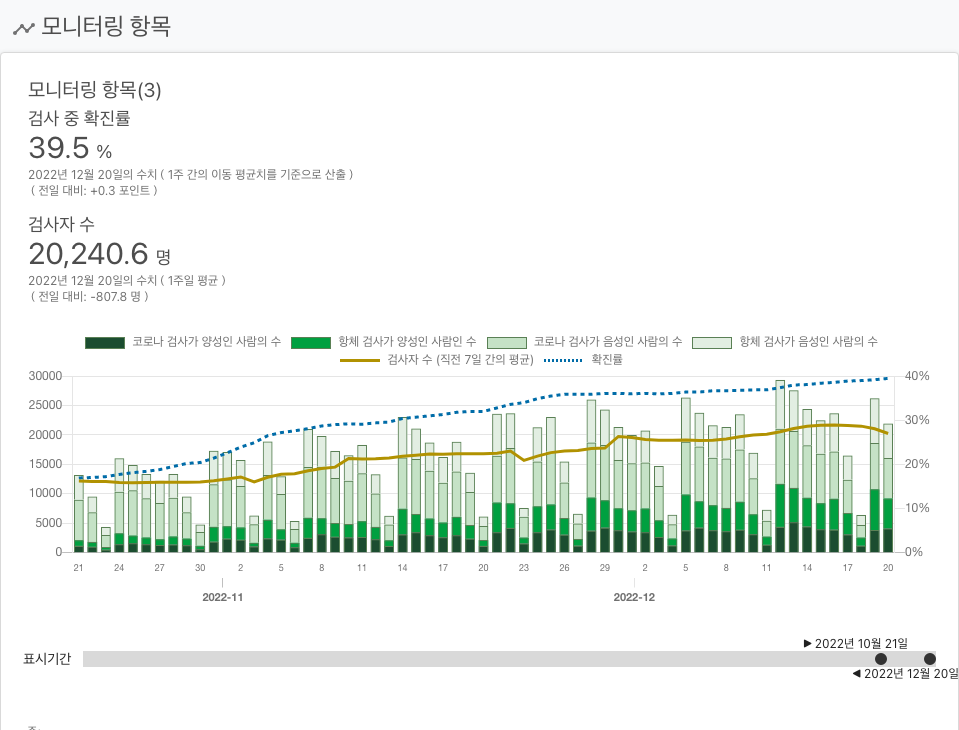 모니터링 항목
모니터링 항목(3)
검사 중 확진률
39.5 %
2022년 12월 20일의 수치 ( 1주 간의 이동 평균치를 기준으로 산출 )
( 전일 대비: +0.3 포인트 )
검사자 수
20,240.6 명
2022년 12월 20일의 수치 ( 1주일 평균 )
( 전일 대비: -807.8 명 )
코로나 검사가 양성인 사람의 수 항체 검사가 양성인 사람인 수 코로나 검사가 음성인 사람의 수 항체 검사가 음성인 사람의 수
검사자 수 (직전 7일 간의 평균) 확진률
30000 40%
25000
20000 30%
15000 20%
10000
5000 10%
0 0%
21 24 27 30 2 5 8 11 14 17 20 23 26 29 2 5 8 11 14 17 20
2022-11 2022-12
▶ 2022년 10월 21일
표시기간
◀ 2022년 12월 20일